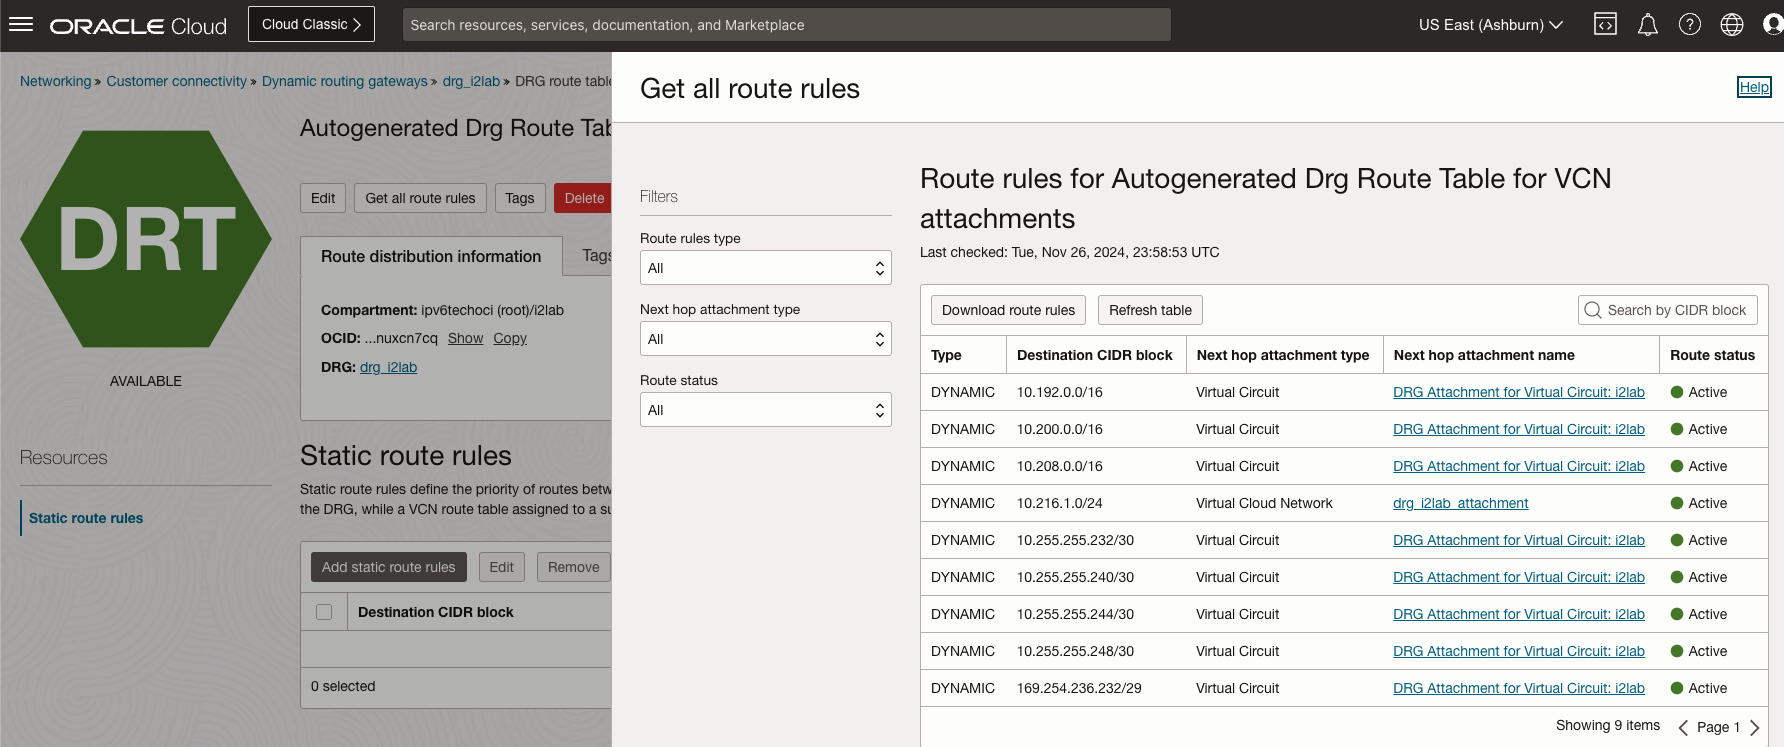 ORACLE Cloud
Cloud Classic >
Search resources, services, documentation, and Marketplace
US East (Ashburn)
Networking » Customer connectivity » Dynamic routing gateways » drg_i2lab » DRG route
DRT
AVAILABLE
Resources
Static route rules
Autogenerated Drg Route
Edit
Get all route rules
Tags
Delete
Route distribution information
Tags
Compartment: ipv6techoci (root)/i2lab
OCID: ...nuxcn7cq Show Copy
DRG: drg_i2lab
Static route rules
Static route rules define the priority of routes
the DRG, while a VCN route table assigned to a
Add static route rules
Edit
Remove
Destination CIDR block
0 selected
Get all route rules
Help
Filters
Route rules type
All
Next hop attachment type
All
Route status
All
Route rules for Autogenerated Drg Route Table for VCN
attachments
Last checked: Tue, Nov 26, 2024, 23:58:53 UTC
Download route rules
Refresh table
Search by CIDR block
Type Destination CIDR block Next hop attachment type Next hop attachment name Route status
DYNAMIC 10.192.0.0/16 Virtual Circuit DRG Attachment for Virtual Circuit: i2lab Active
DYNAMIC 10.200.0.0/16 Virtual Circuit DRG Attachment for Virtual Circuit: i2lab Active
DYNAMIC 10.208.0.0/16 Virtual Circuit DRG Attachment for Virtual Circuit: i2lab Active
DYNAMIC 10.216.1.0/24 Virtual Cloud Network drg_i2lab_attachment Active
DYNAMIC 10.255.255.232/30 Virtual Circuit DRG Attachment for Virtual Circuit: i2lab Active
DYNAMIC 10.255.255.240/30 Virtual Circuit DRG Attachment for Virtual Circuit: i2lab Active
DYNAMIC 10.255.255.244/30 Virtual Circuit DRG Attachment for Virtual Circuit: i2lab Active
DYNAMIC 10.255.255.248/30 Virtual Circuit DRG Attachment for Virtual Circuit: i2lab Active
DYNAMIC 169.254.236.232/29 Virtual Circuit DRG Attachment for Virtual Circuit: i2lab Active
Showing 9 items < Page 1 >